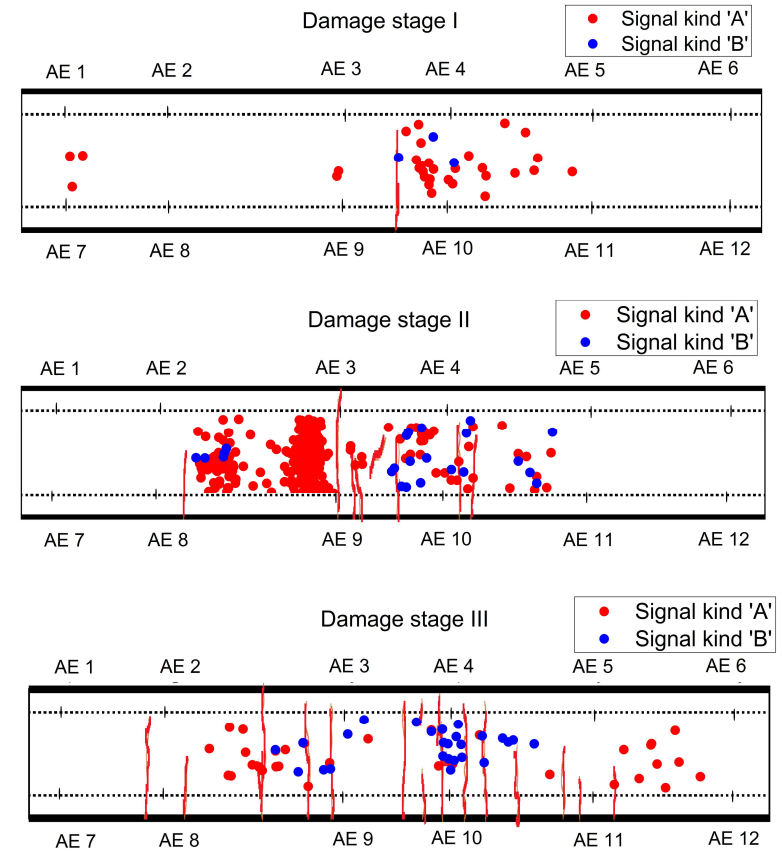 Damage stage I
Signal kind 'A'
Signal kind 'B'
AE 1 AE 2 AE 3 AE 4 AE 5 AE 6
AE 7 AE 8 AE 9 AE 10 AE 11 AE 12
Damage stage II
Signal kind 'A'
Signal kind 'B'
AE 1 AE 2 AE 3 AE 4 AE 5 AE 6
AE 7 AE 8 AE 9 AE 10 AE 11 AE 12
Damage stage III
Signal kind 'A'
Signal kind 'B'
AE 1 AE 2 AE 3 AE 4 AE 5 AE 6
AE 7 AE 8 AE 9 AE 10 AE 11 AE 12